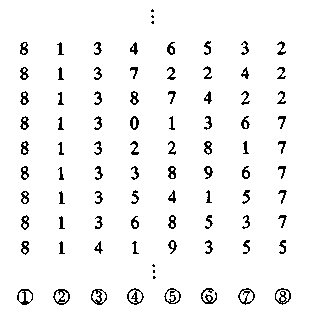 ⋮
8 1 3 4 6 5 3 2
8 1 3 7 2 2 4 2
8 1 3 8 7 4 2 2
8 1 3 0 1 3 6 7
8 1 3 2 2 8 1 7
8 1 3 3 8 9 6 7
8 1 3 5 4 1 5 7
8 1 3 6 8 5 3 7
8 1 4 1 9 3 5 5
⋮
① ② ③ ④ ⑤ ⑥ ⑦ ⑧